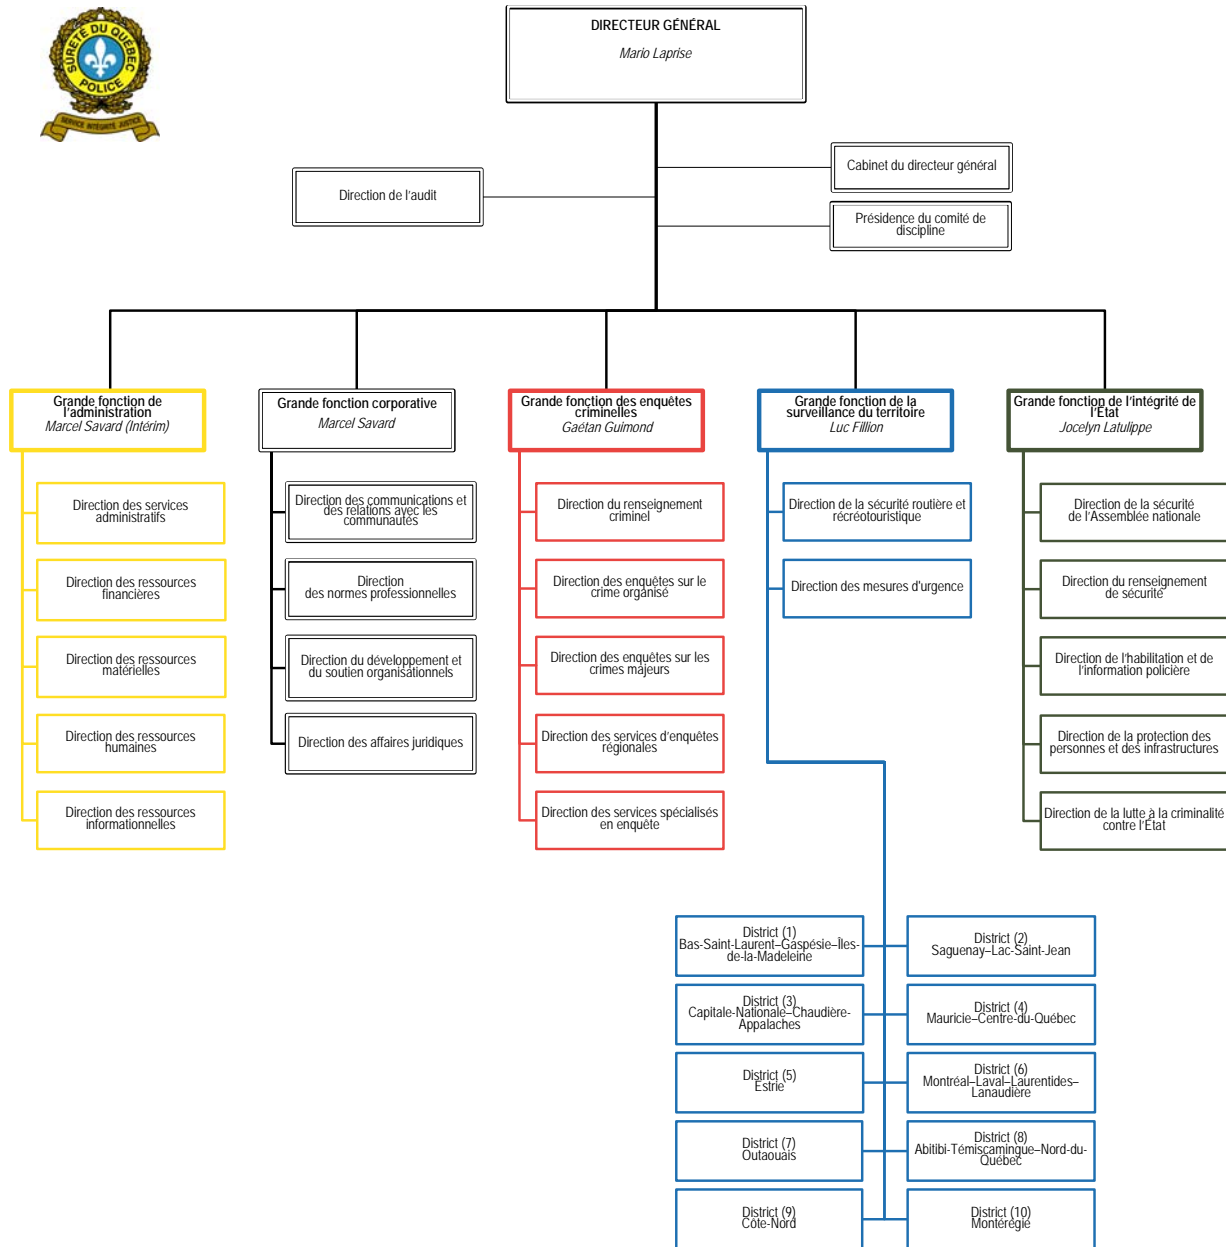 SÛRETÉ DU QUÉBEC
POLICE
SERVICE INTÉGRITÉ JUSTICE
DIRECTEUR GÉNÉRAL
Mario Laprise
Cabinet du directeur général
Direction de l'audit
Présidence du comité de
discipline
Grande fonction de
l'administration
Marcel Savard (Intérim)
Direction des services
administratifs
Direction des ressources
financières
Direction des ressources
matérielles
Direction des ressources
humaines
Direction des ressources
informationnelles
Grande fonction corporative
Marcel Savard
Direction des communications et
des relations avec les
communautés
Direction
des normes professionnelles
Direction du développement et
du soutien organisationnels
Direction des affaires juridiques
Grande fonction des enquêtes
criminelles
Gaétan Guimond
Direction du renseignement
criminel
Direction des enquêtes sur le
crime organisé
Direction des enquêtes sur les
crimes majeurs
Direction des services d'enquêtes
régionales
Direction des services spécialisés
en enquête
Grande fonction de la
surveillance du territoire
Luc Fillion
Direction de la sécurité routière et
récréotouristique
Direction des mesures d'urgence
Grande fonction de l'intégrité de
l'État
Jocelyn Latulippe
Direction de la sécurité
de l'Assemblée nationale
Direction du renseignement
de sécurité
Direction de l'habilitation et de
l'information policière
Direction de la protection des
personnes et des infrastructures
Direction de la lutte à la criminalité
contre l'État
District (1)
Bas-Saint-Laurent–Gaspésie–Îles-
de-la-Madeleine
District (2)
Saguenay–Lac-Saint-Jean
District (3)
Capitale-Nationale–Chaudière-
Appalaches
District (4)
Mauricie–Centre-du-Québec
District (5)
Estrie
District (6)
Montréal–Laval–Laurentides–
Lanaudière
District (7)
Outaouais
District (8)
Abitibi-Témiscamingue–Nord-du-
Québec
District (9)
Côte-Nord
District (10)
Montérégie